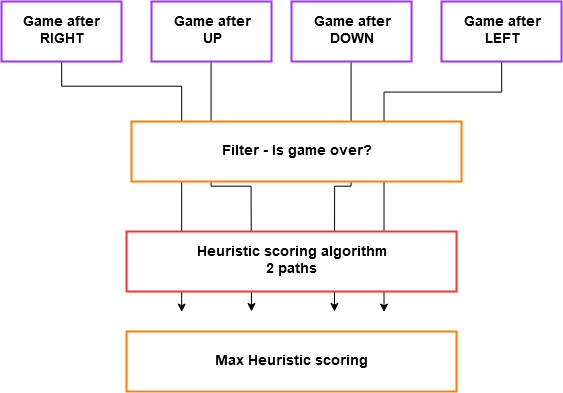 Game after
RIGHT
Game after
UP
Game after
DOWN
Game after
LEFT
Filter - Is game over?
Heuristic scoring algorithm
2 paths
Max Heuristic scoring